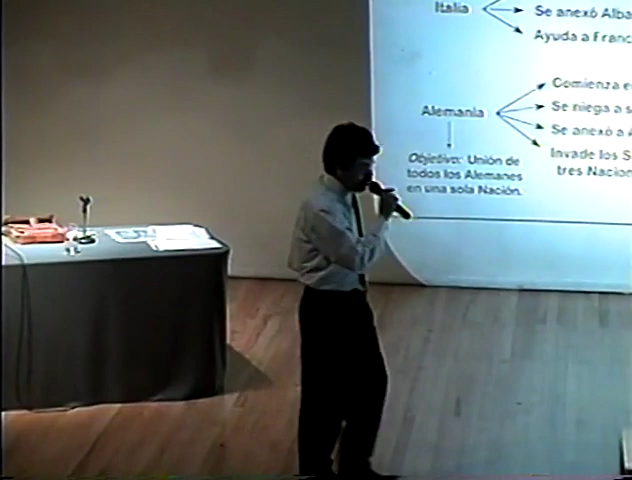 Italia
Se anexó Alba
Ayuda a Franc
Comienza e
Alemania
Se niega a s
Se anexó a A
Invade los S
tres Nacion
Objetivo: Unión de
todos los Alemanes
en una sola Nación.